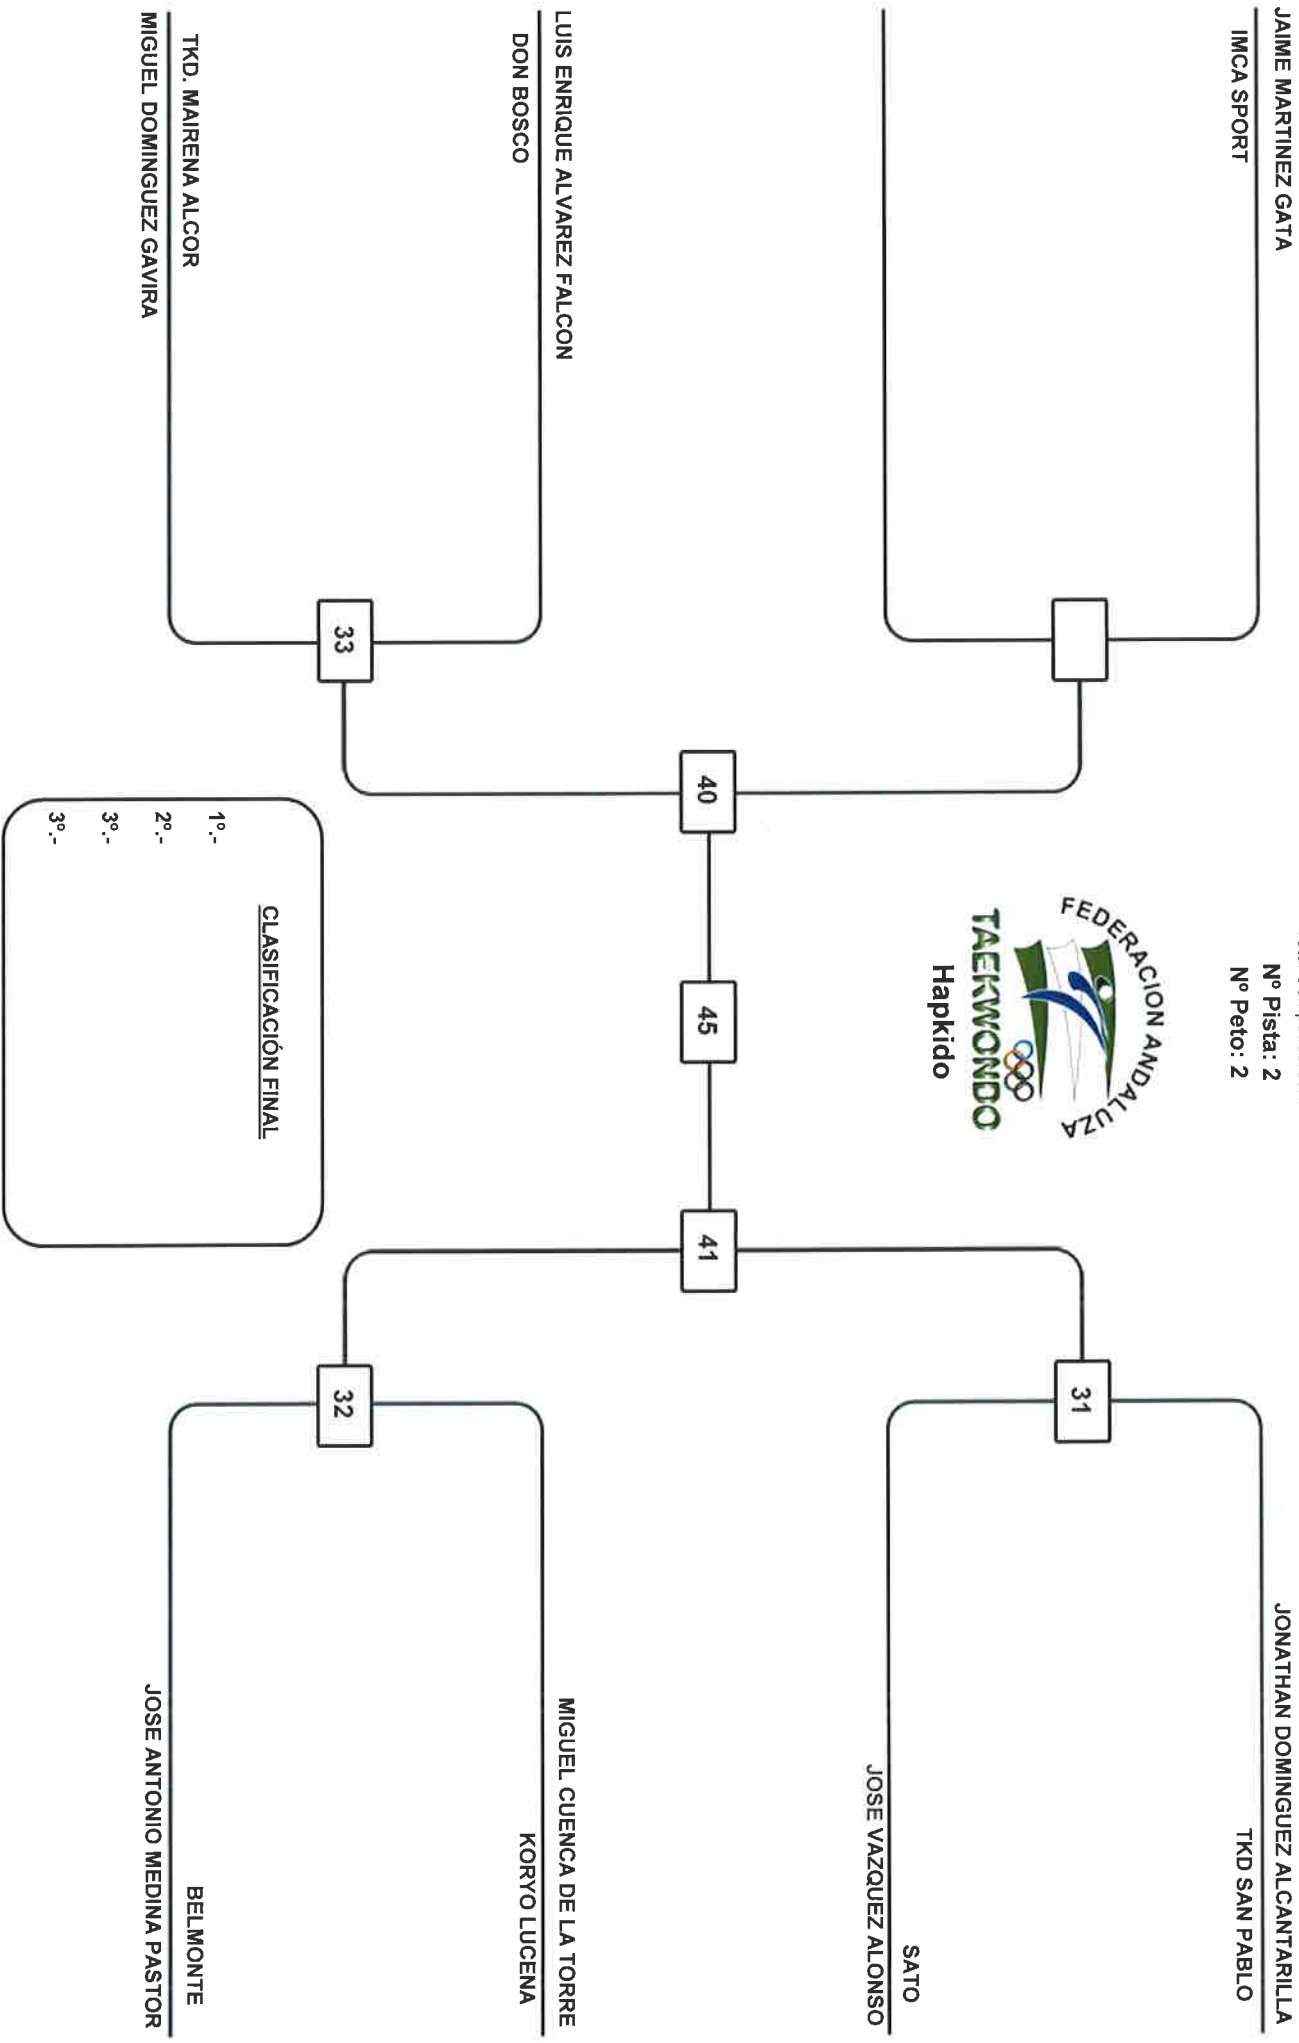 Nº Pista: 2
Nº Peto: 2
FEDERACION ANDALUZA
TAEKWONDO
Hapkido
JAIME MARTINEZ GATA
IMCA SPORT
LUIS ENRIQUE ALVAREZ FALCON
DON BOSCO
TKD. MAIRENA ALCOR
MIGUEL DOMINGUEZ GAVIRA
33
40
45
41
31
32
JONATHAN DOMINGUEZ ALCANTARILLA
TKD SAN PABLO
SATO
JOSE VAZQUEZ ALONSO
MIGUEL CUENCA DE LA TORRE
KORYO LUCENA
BELMONTE
JOSE ANTONIO MEDINA PASTOR
CLASIFICACIÓN FINAL
1º.-
2º.-
3º.-
3º.-